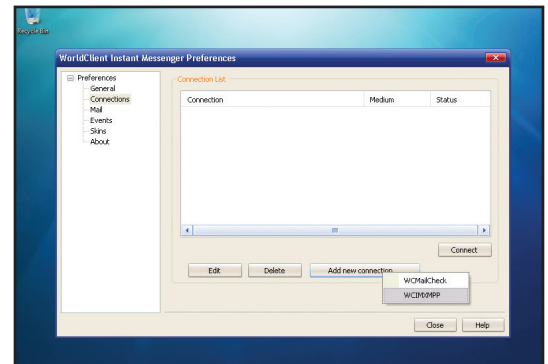 Recycle Bin
WorldClient Instant Messenger Preferences
Preferences
General
Connections
Mail
Events
Skins
About
Connection List
Connection Medium Status
Connect
Edit Delete Add new connection
WCMailCheck
WCIMXMPP
Close Help